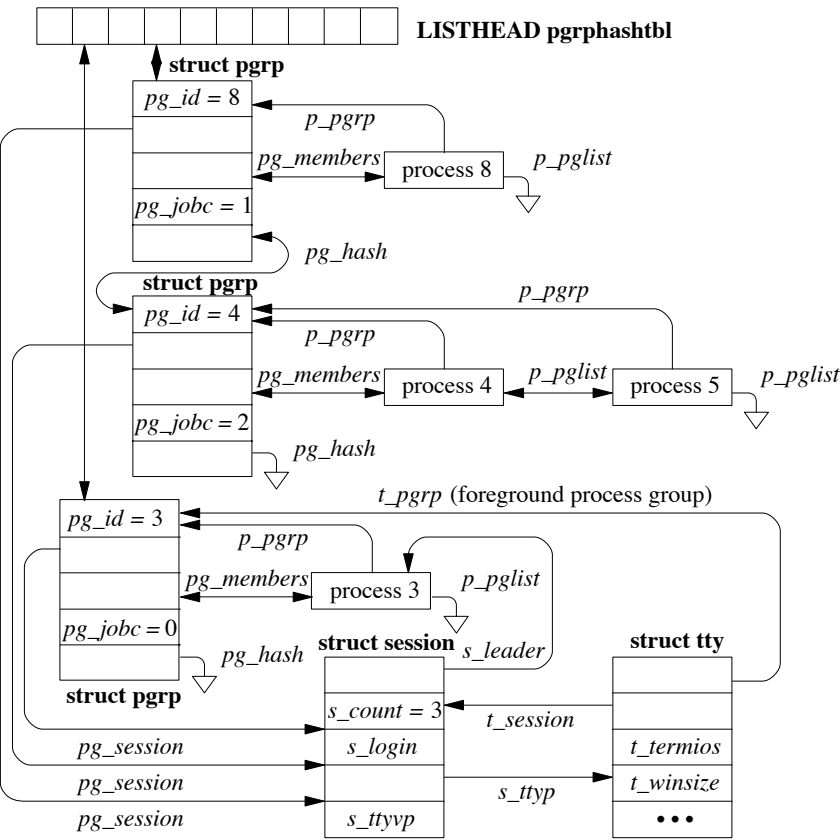 LISTHEAD pgrphashtbl
struct pgrp
pg_id = 8
p_pgrp
pg_members
process 8
p_pglist
pg_jobc = 1
pg_hash
struct pgrp
p_pgrp
pg_id = 4
p_pgrp
pg_members
process 4
p_pglist
process 5
p_pglist
pg_jobc = 2
pg_hash
t_pgrp (foreground process group)
pg_id = 3
p_pgrp
pg_members
process 3
p_pglist
pg_jobc = 0
pg_hash
struct pgrp
struct session
s_leader
struct tty
s_count = 3
t_session
pg_session
s_login
t_termios
pg_session
s_ttyp
t_winsize
pg_session
s_ttyvp
•••